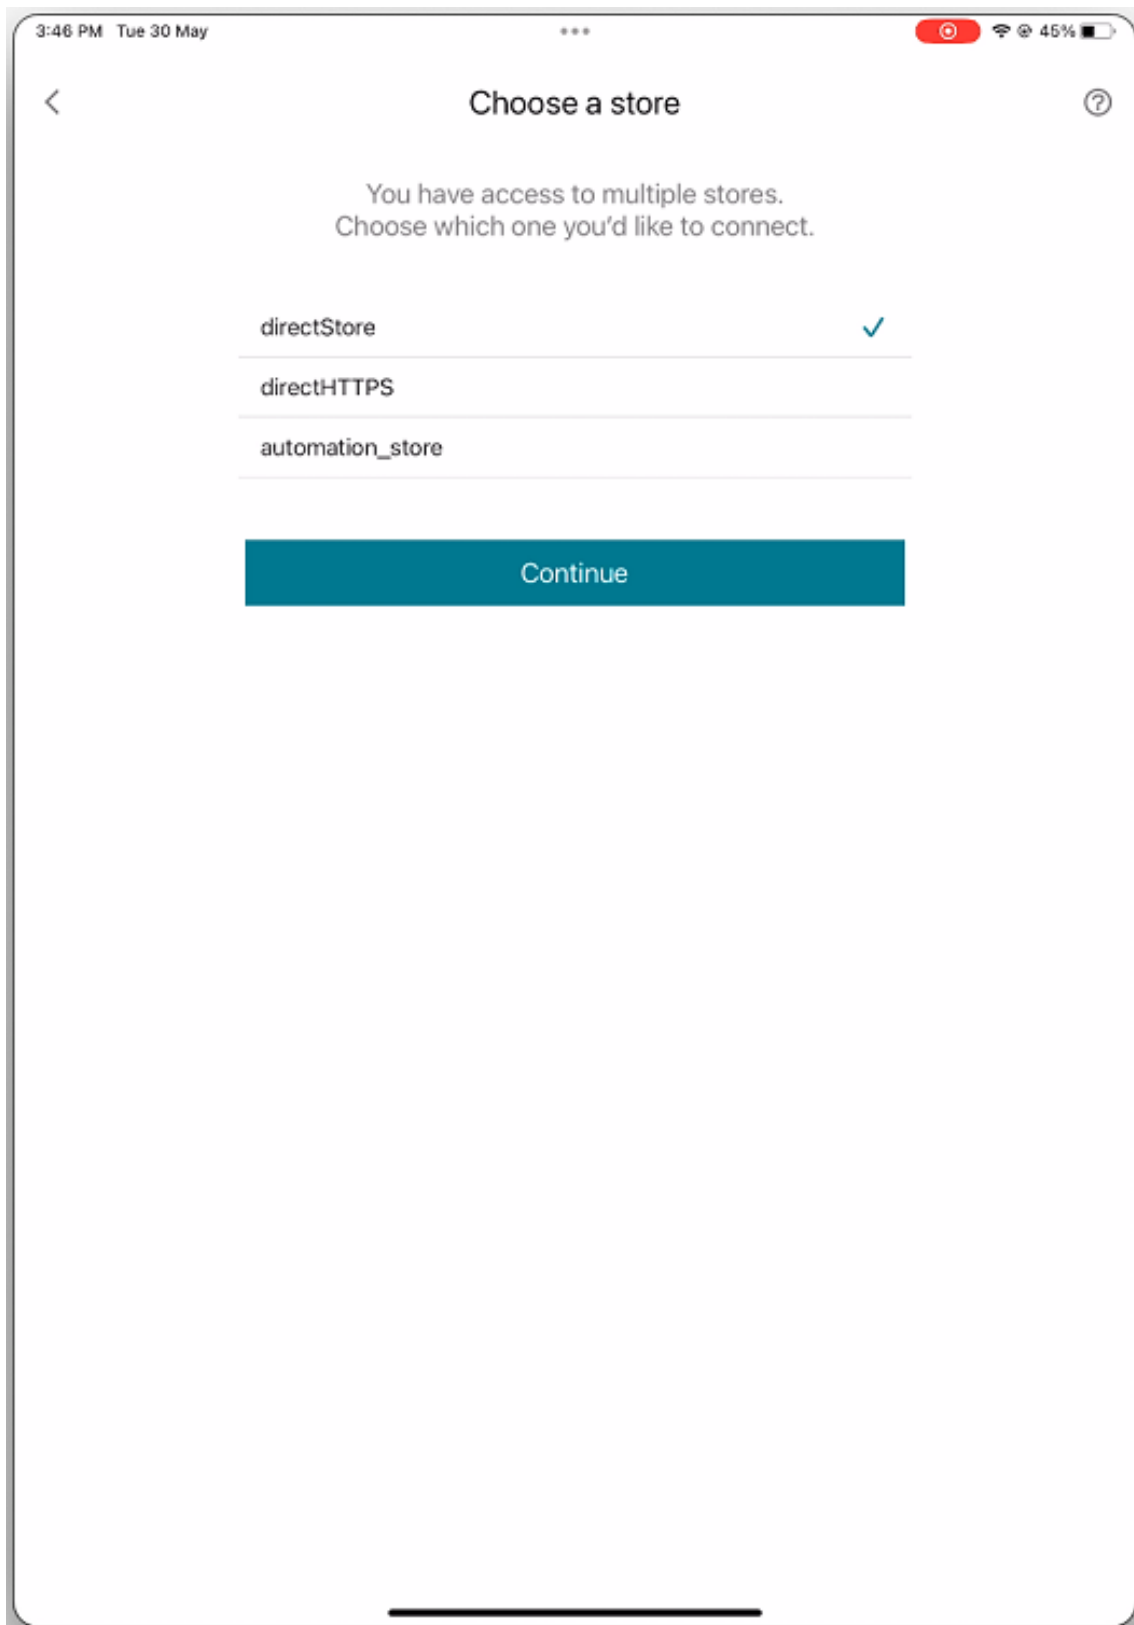 3:46 PM Tue 30 May
45%
Choose a store
You have access to multiple stores.
Choose which one you’d like to connect.
directStore
directHTTPS
automation_store
Continue